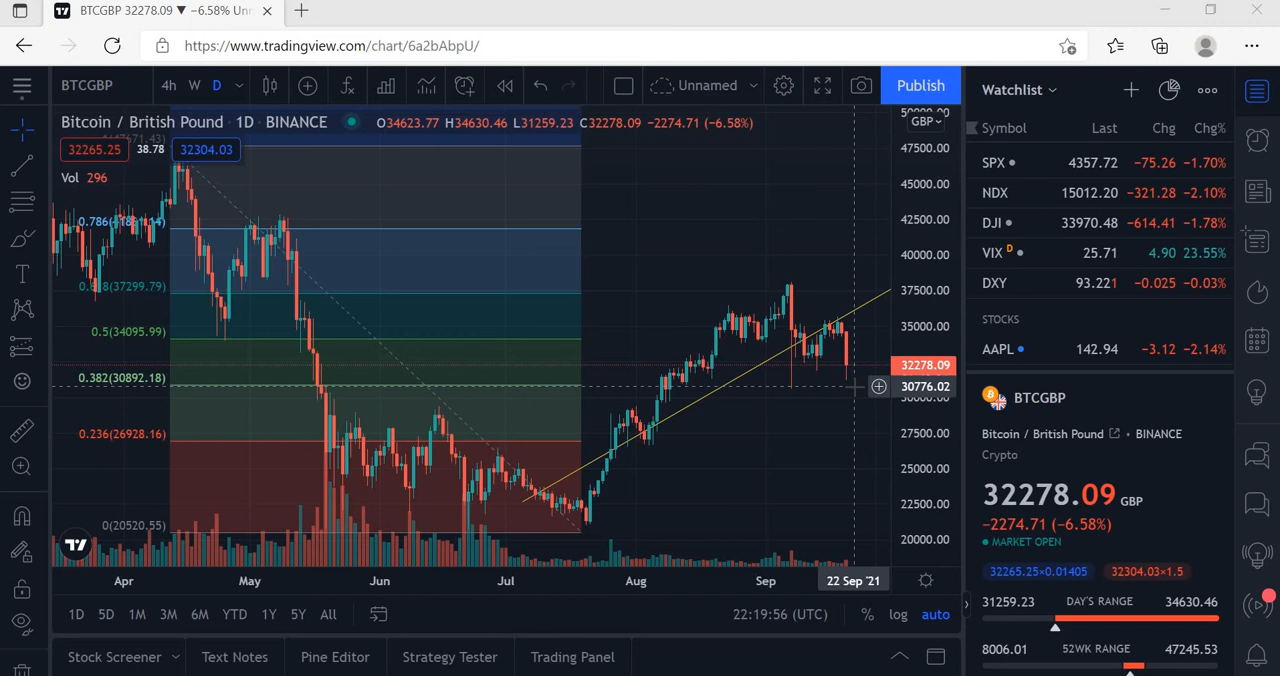 BTCGBP 32278.09 ▼ −6.58% Unn
https://www.tradingview.com/chart/6a2bAbpU/
BTCGBP 4h W D Unnamed Publish
Bitcoin / British Pound · 1D · BINANCE O34623.77 H34630.46 L31259.23 C32278.09 −2274.71 (−6.58%)
32265.25 38.78 32304.03
Vol 296
0.786
0.5(34095.99)
0.382(30892.18)
0.236(26928.16)
0(20520.55)
50000.00
GBP
47500.00
45000.00
42500.00
40000.00
37500.00
35000.00
32278.09
30776.02
30000.00
27500.00
25000.00
22500.00
20000.00
Apr May Jun Jul Aug Sep 22 Sep '21
1D 5D 1M 3M 6M YTD 1Y 5Y All 22:19:56 (UTC) % log auto
Stock Screener Text Notes Pine Editor Strategy Tester Trading Panel
Watchlist
Symbol Last Chg Chg%
SPX 4357.72 −75.26 −1.70%
NDX 15012.20 −321.28 −2.10%
DJI 33970.48 −614.41 −1.78%
VIX D 25.71 4.90 23.55%
DXY 93.221 −0.025 −0.03%
STOCKS
AAPL 142.94 −3.12 −2.14%
BTCGBP
Bitcoin / British Pound · BINANCE
Crypto
32278.09 GBP
−2274.71 (−6.58%)
MARKET OPEN
32265.25×0.01405 32304.03×1.5
31259.23 DAY'S RANGE 34630.46
8006.01 52WK RANGE 47245.53